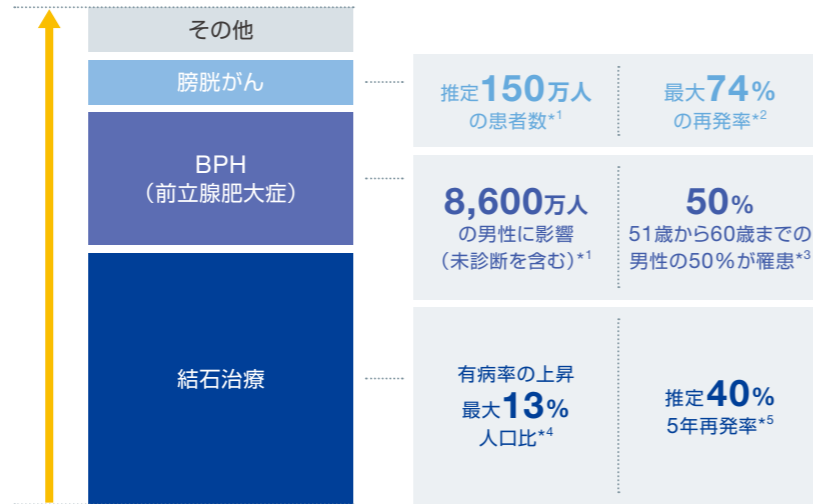 その他
膀胱がん
推定150万人
の患者数*1
最大74%
の再発率*2
BPH
（前立腺肥大症）
8,600万人
の男性に影響
（未診断を含む）*1
50%
51歳から60歳までの
男性の50%が罹患*3
結石治療
有病率の上昇
最大13%
人口比*4
推定40%
5年再発率*5